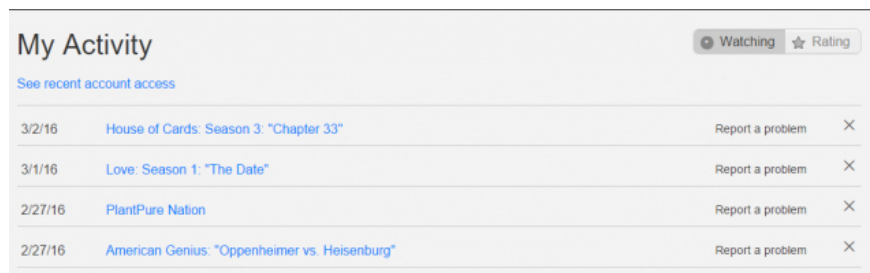 My Activity
Watching Rating
See recent account access
3/2/16 House of Cards: Season 3: "Chapter 33" Report a problem ×
3/1/16 Love: Season 1: "The Date" Report a problem ×
2/27/16 PlantPure Nation Report a problem ×
2/27/16 American Genius: "Oppenheimer vs. Heisenburg" Report a problem ×